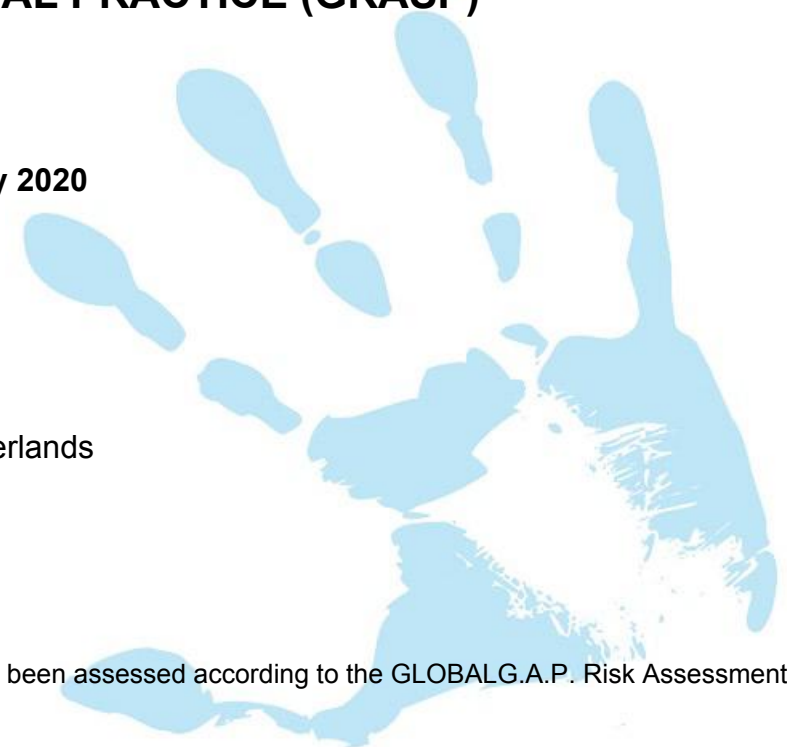 AL PRACTICE (GRASP)
y 2020
erlands
been assessed according to the GLOBALG.A.P. Risk Assessment